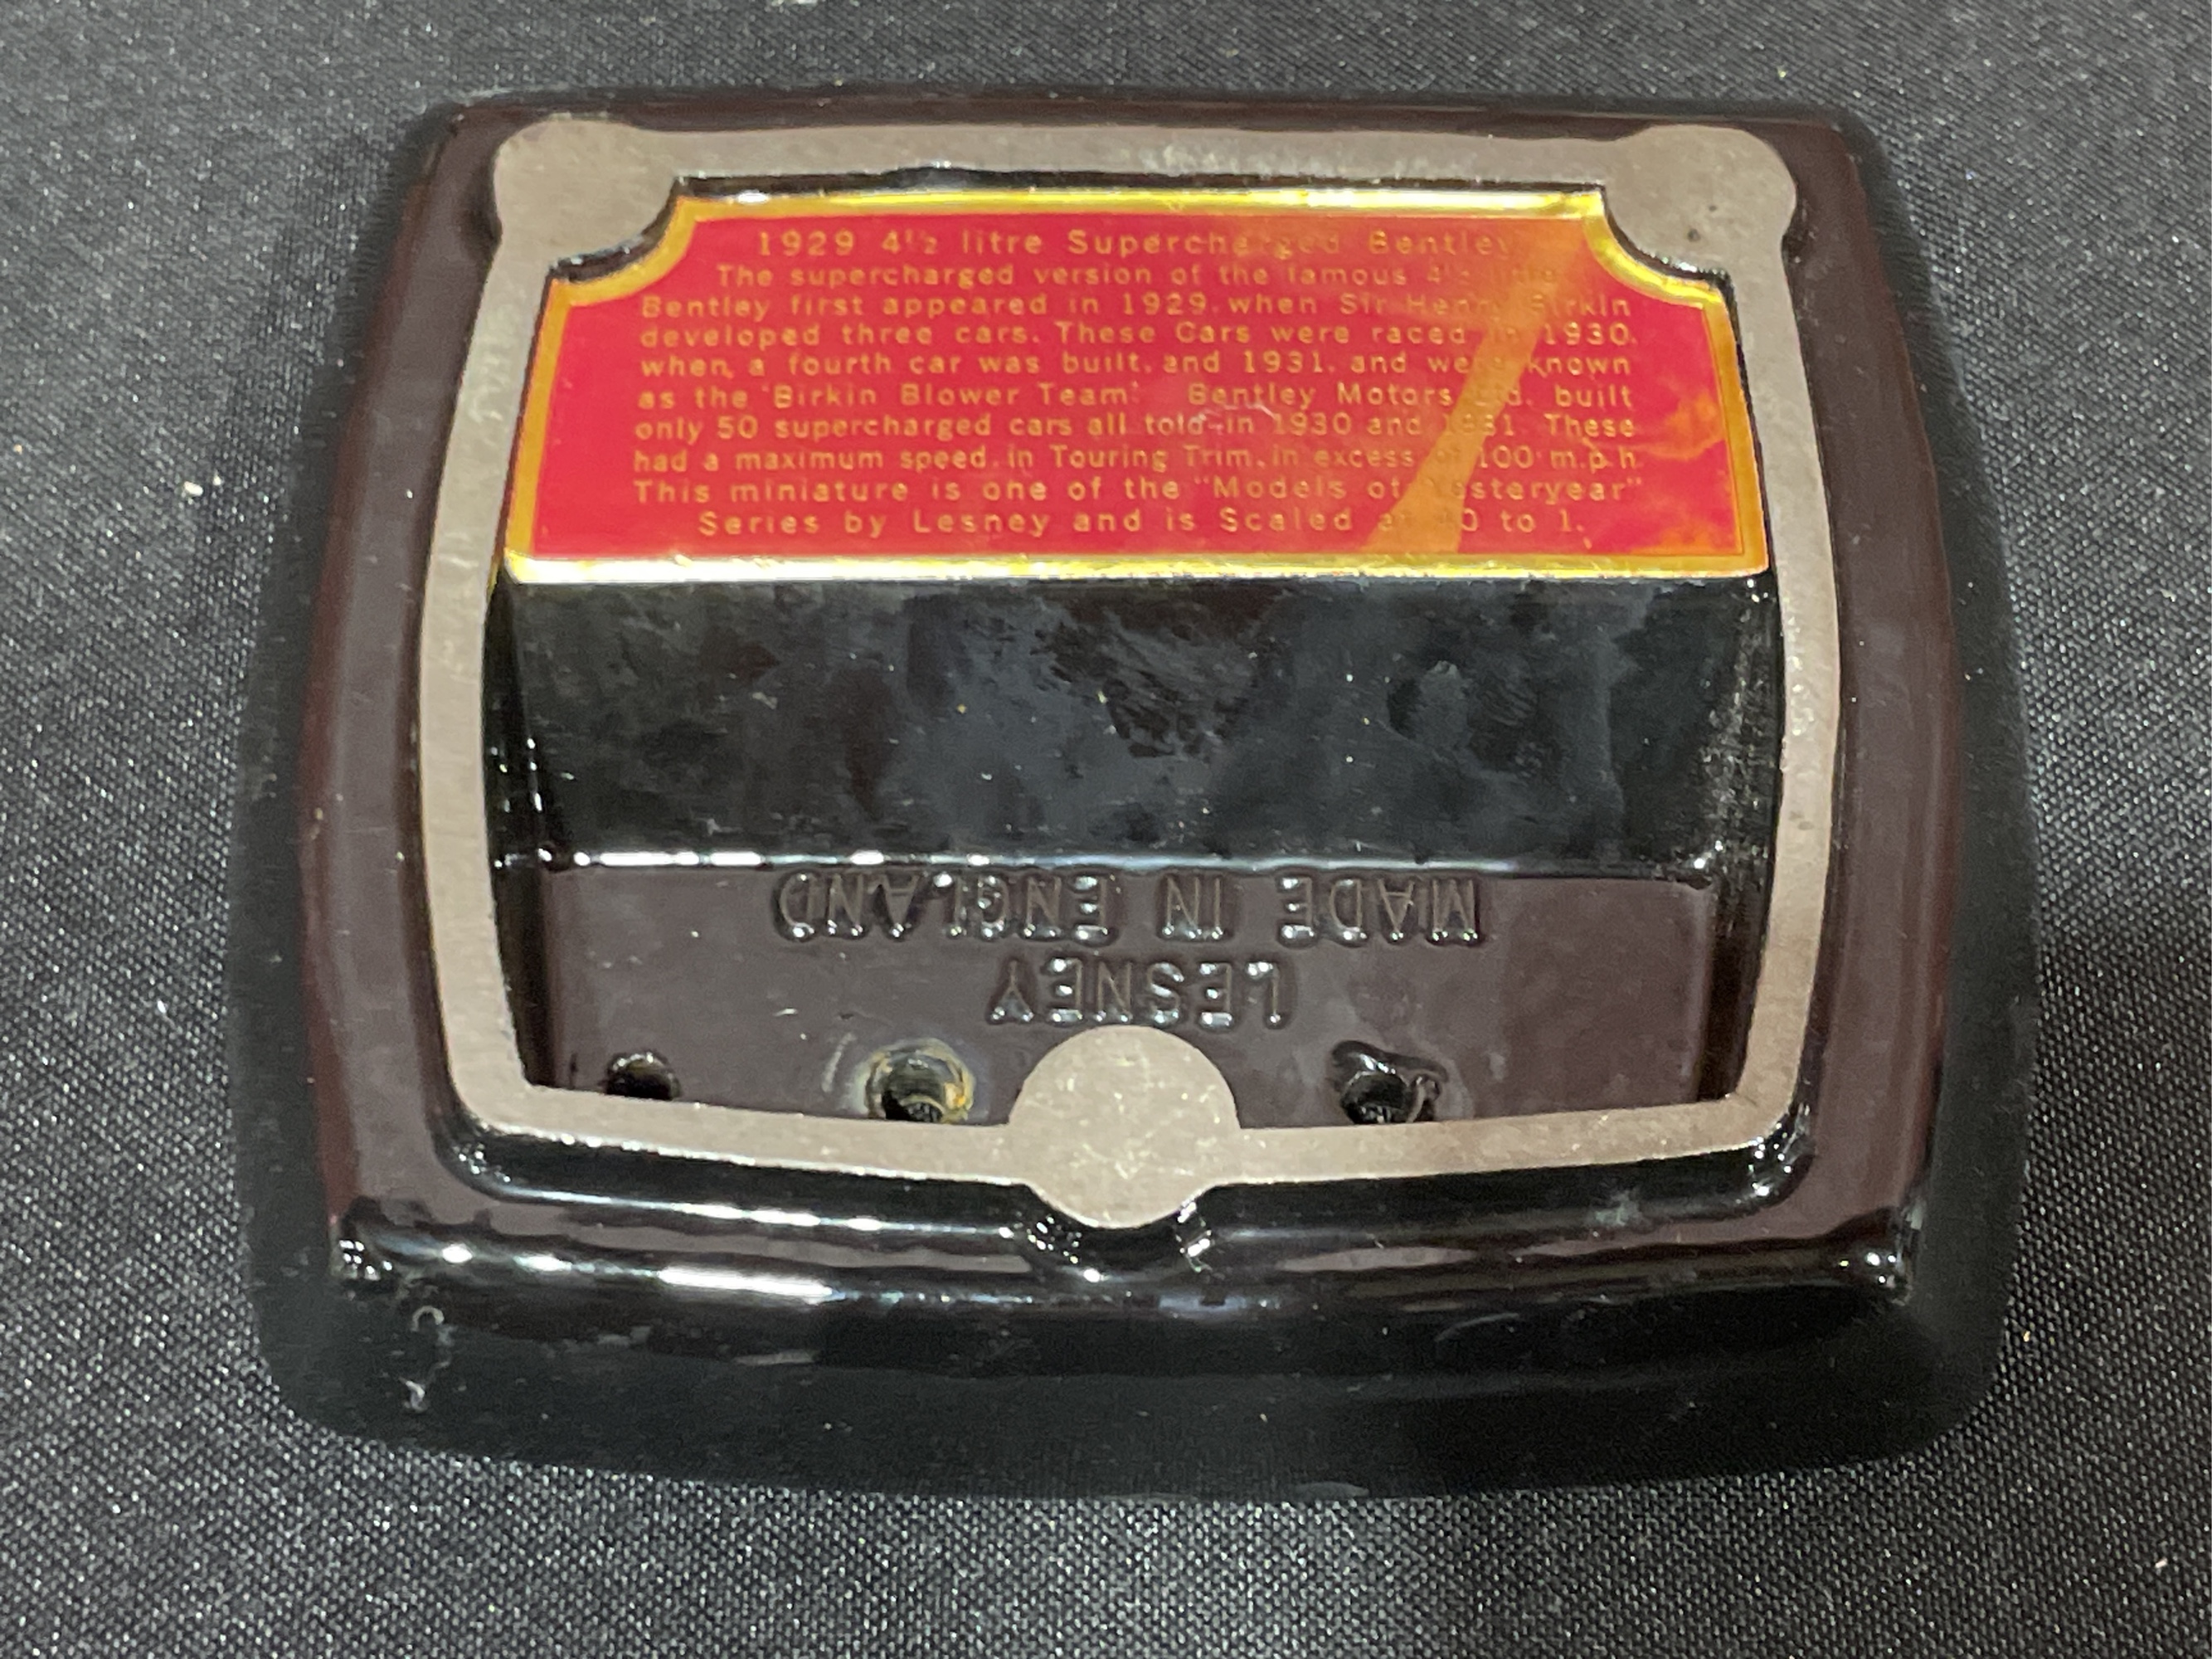 1929 4½ litre Supercharged Bentley
The supercharged version of the famous 4½ litre
Bentley first appeared in 1929, when Sir Henry Birkin
developed three cars. These Cars were raced in 1930,
when a fourth car was built, and 1931, and were known
as the 'Birkin Blower Team'. Bentley Motors Ltd. built
only 50 supercharged cars all told in 1930 and 1931. These
had a maximum speed, in Touring Trim, in excess of 100 m.p.h.
This miniature is one of the "Models of Yesteryear"
Series by Lesney and is Scaled at to 1.
LESNEY
MADE IN ENGLAND